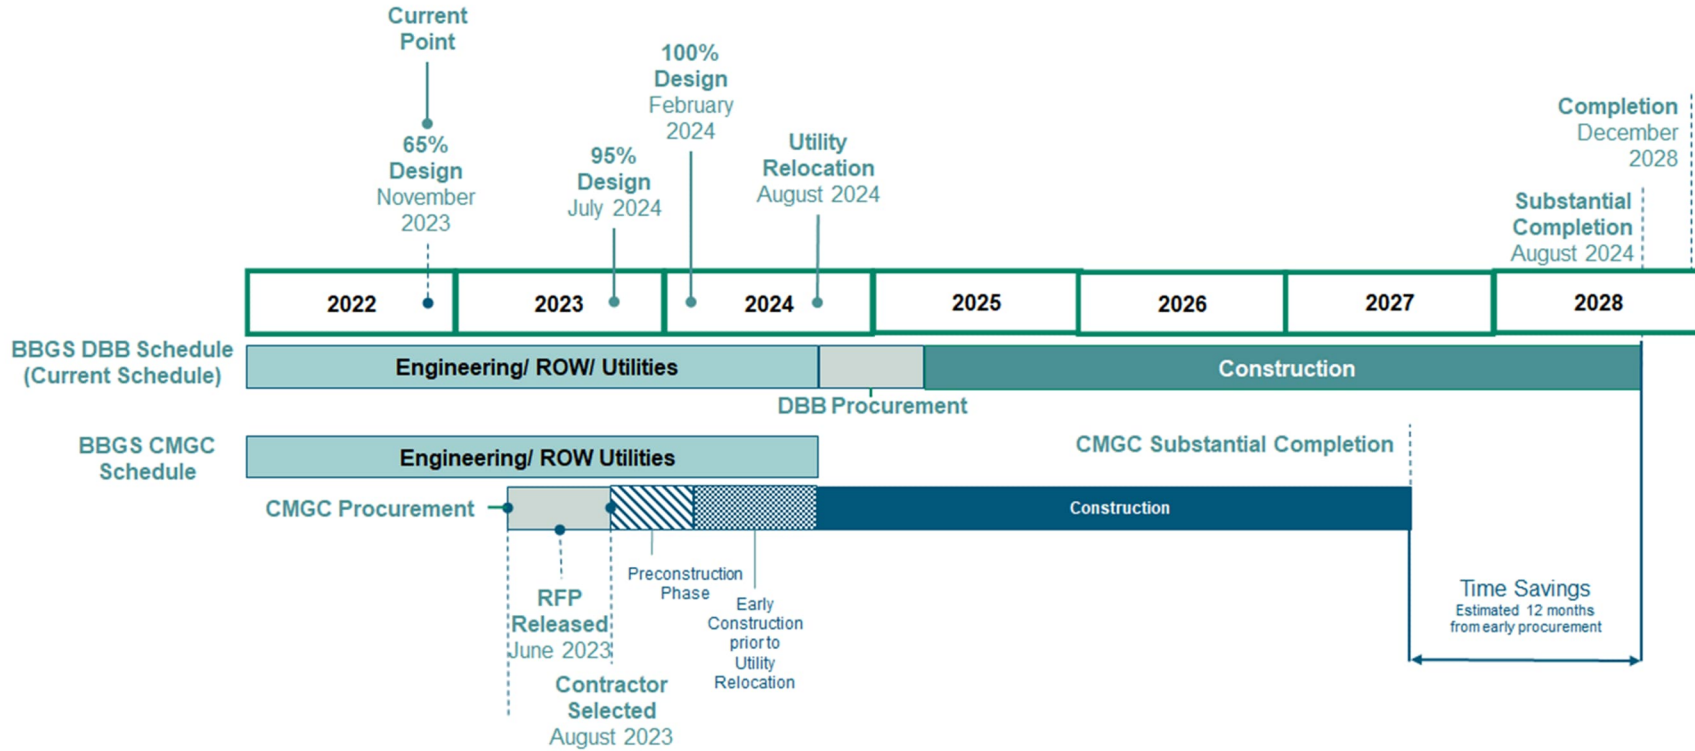 Current
Point
65%
Design
November
2023
95%
Design
July 2024
100%
Design
February
2024
Utility
Relocation
August 2024
Completion
December
2028
Substantial
Completion
August 2024
2022
2023
2024
2025
2026
2027
2028
BBGS DBB Schedule
(Current Schedule)
Engineering/ ROW/ Utilities
Construction
DBB Procurement
BBGS CMGC
Schedule
Engineering/ ROW Utilities
CMGC Substantial Completion
CMGC Procurement
Construction
Preconstruction
Phase
Early
Construction
prior to
Utility
Relocation
RFP
Released
June 2023
Contractor
Selected
August 2023
Time Savings
Estimated 12 months
from early procurement